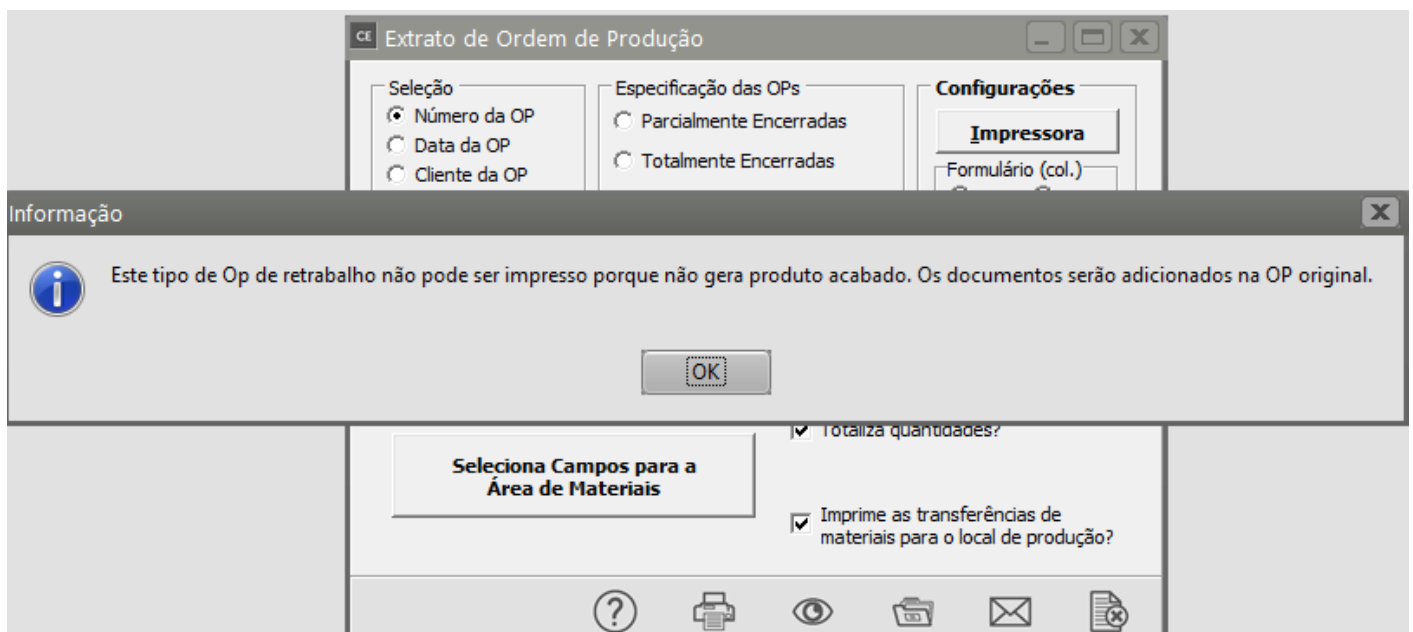 CE Extrato de Ordem de Produção
Seleção
Número da OP
Data da OP
Cliente da OP
Especificação das OPs
Parcialmente Encerradas
Totalmente Encerradas
Configurações
Impressora
Formulário (col.)
Informação
Este tipo de Op de retrabalho não pode ser impresso porque não gera produto acabado. Os documentos serão adicionados na OP original.
OK
Totaliza quantidades?
Seleciona Campos para a
Área de Materiais
Imprime as transferências de
materiais para o local de produção?